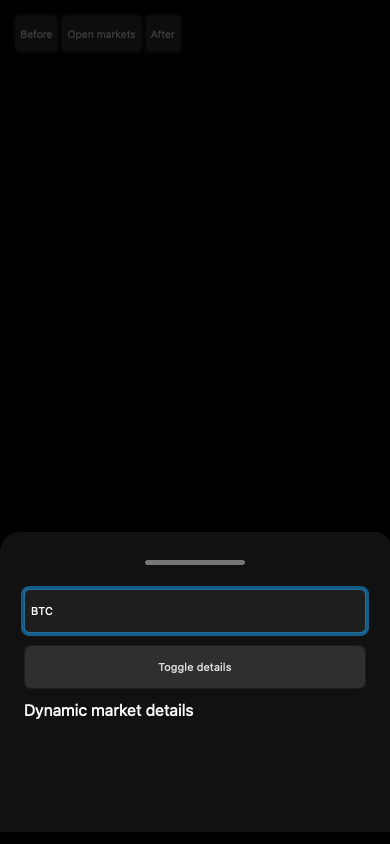 Before
Open markets
After
BTC
Toggle details
Dynamic market details